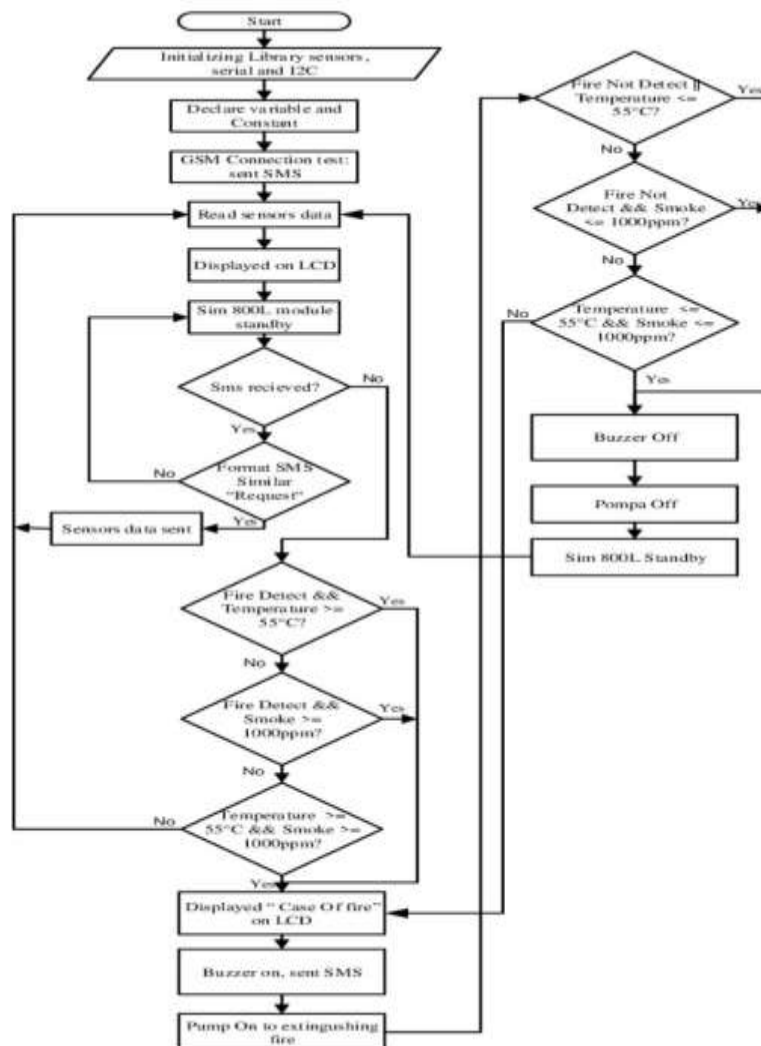 Start
Initializing Library sensors,
serial and I2C
Declare variable and
Constant
GSM Connection test:
sent SMS
Read sensors data
Displayed on LCD
Sim 800L module
standby
Sms recieved?
No
Yes
Format SMS
Similar
"Request"
No
Yes
Sensors data sent
Fire Detect &&
Temperature >=
55°C?
Yes
No
Fire Detect &&
Smoke >=
1000ppm?
Yes
No
Temperature >=
55°C && Smoke >=
1000ppm?
No
Yes
Displayed " Case Of fire"
on LCD
Buzzer on, sent SMS
Pump On to extingushing
fire
Fire Not Detect ||
Temperature <=
55°C?
Yes
No
Fire Not
Detect && Smoke
<= 1000ppm?
Yes
No
Temperature <=
55°C && Smoke <=
1000ppm?
No
Yes
Buzzer Off
Pompa Off
Sim 800L Standby